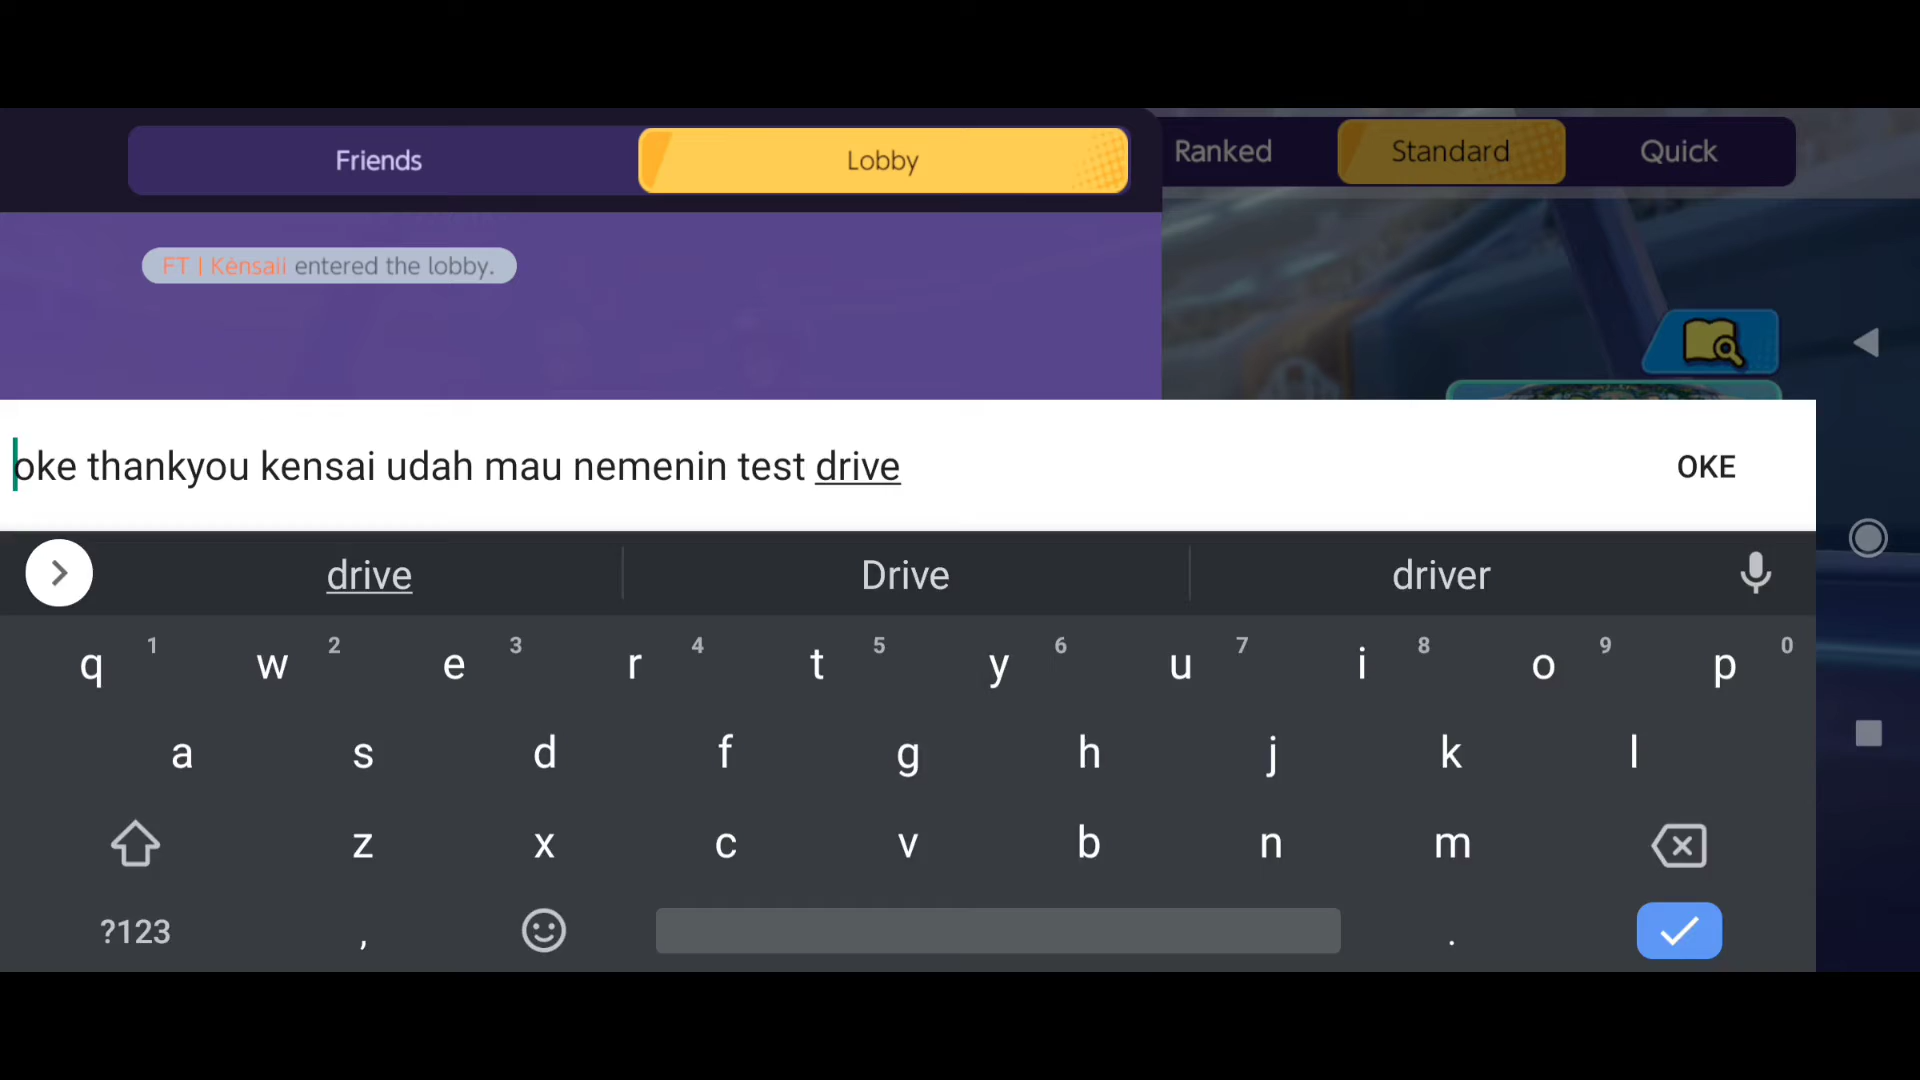 Friends
Lobby
Ranked
Standard
Quick
FT | Kènsaii entered the lobby.
oke thankyou kensai udah mau nemenin test drive
OKE
drive
Drive
driver
q 1 w 2 e 3 r 4 t 5 y 6 u 7 i 8 o 9 p 0
a s d f g h j k l
z x c v b n m
?123 , .